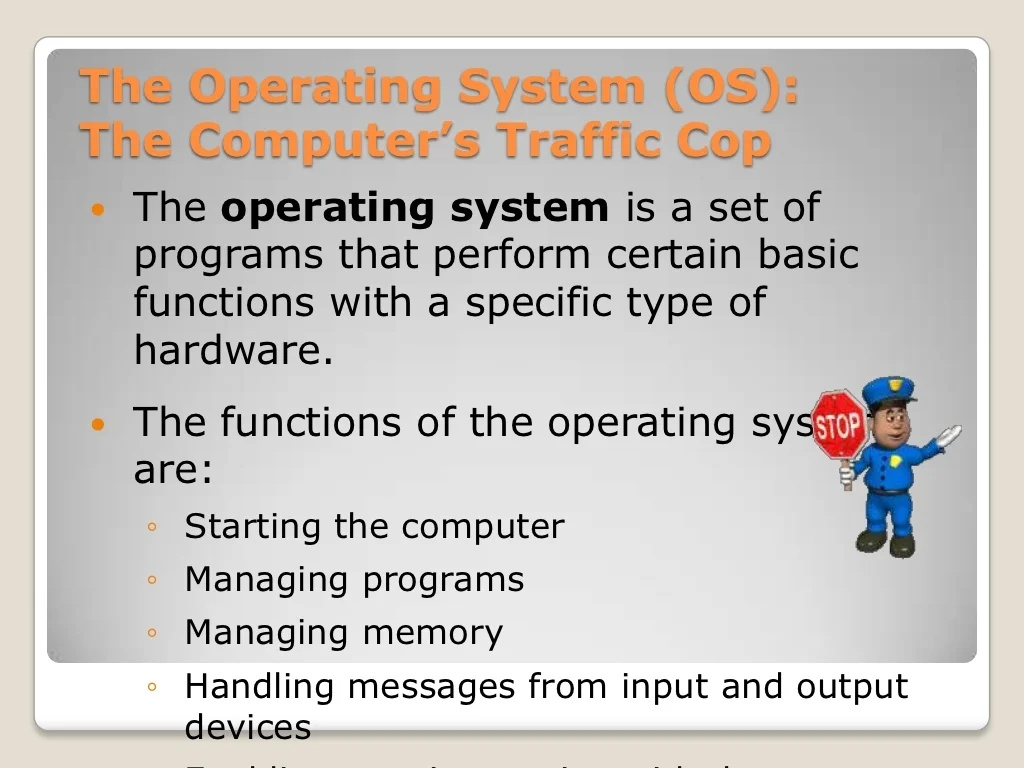 The Operating System (OS):
The Computer’s Traffic Cop
• The operating system is a set of
programs that perform certain basic
functions with a specific type of
hardware.
• The functions of the operating
are:
◦ Starting the computer
◦ Managing programs
◦ Managing memory
◦ Handling messages from input and output
devices
STOP